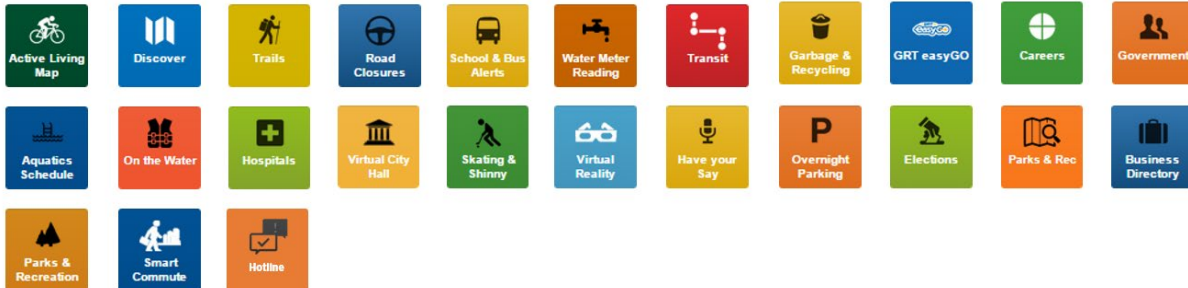 Active Living
Map
Discover
Trails
Road
Closures
School & Bus
Alerts
Water Meter
Reading
Transit
Garbage &
Recycling
easyGO
GRT easyGO
Careers
Government
Aquatics
Schedule
On the Water
Hospitals
Virtual City
Hall
Skating &
Shinny
Virtual
Reality
Have your
Say
P
Overnight
Parking
Elections
Parks & Rec
Business
Directory
Parks &
Recreation
Smart
Commute
Hotline